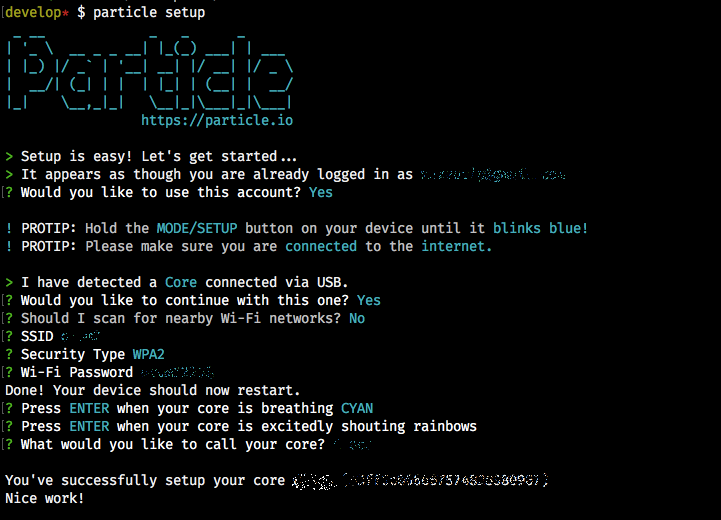 develop* $ particle setup
particle
https://particle.io
> Setup is easy! Let's get started...
> It appears as though you are already logged in as
? Would you like to use this account? Yes
! PROTIP: Hold the MODE/SETUP button on your device until it blinks blue!
! PROTIP: Please make sure you are connected to the internet.
> I have detected a Core connected via USB.
? Would you like to continue with this one? Yes
? Should I scan for nearby Wi-Fi networks? No
? SSID
? Security Type WPA2
? Wi-Fi Password
Done! Your device should now restart.
? Press ENTER when your core is breathing CYAN
? Press ENTER when your core is excitedly shouting rainbows
? What would you like to call your core?
You've successfully setup your core
Nice work!